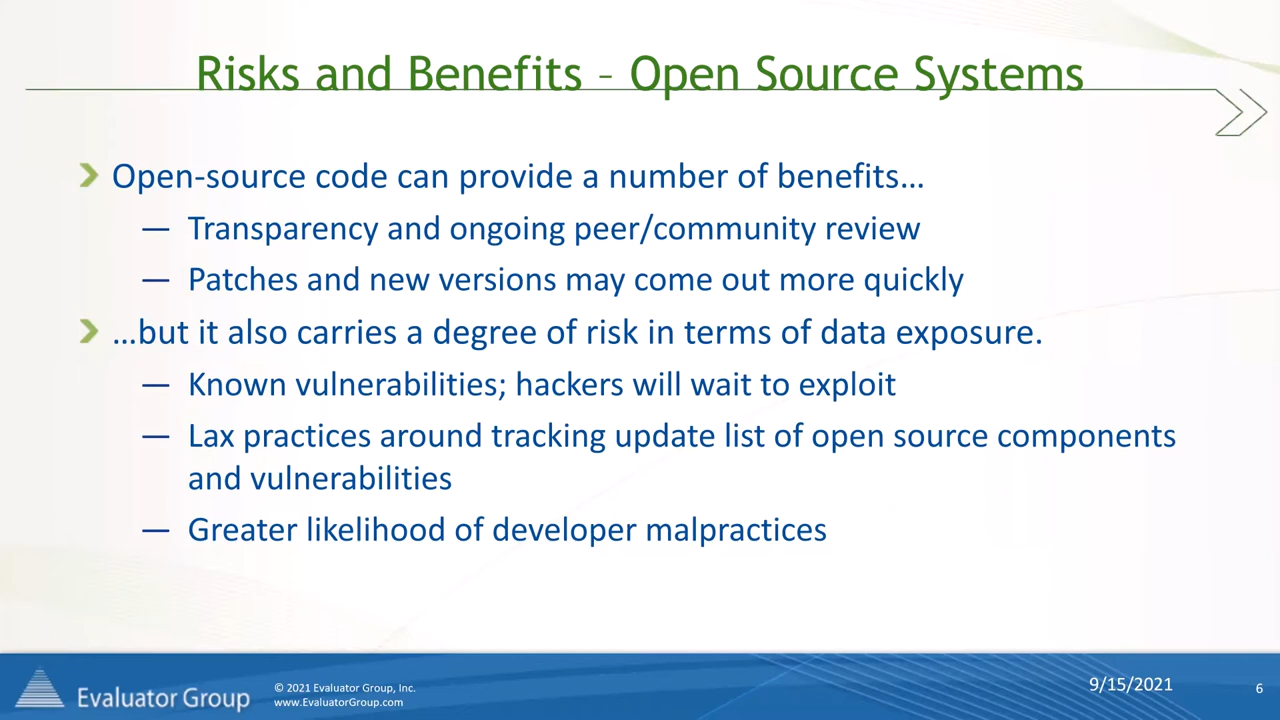 Risks and Benefits – Open Source Systems
Open-source code can provide a number of benefits…
— Transparency and ongoing peer/community review
— Patches and new versions may come out more quickly
…but it also carries a degree of risk in terms of data exposure.
— Known vulnerabilities; hackers will wait to exploit
— Lax practices around tracking update list of open source components
and vulnerabilities
— Greater likelihood of developer malpractices
Evaluator Group
© 2021 Evaluator Group, Inc.
www.EvaluatorGroup.com
9/15/2021
6